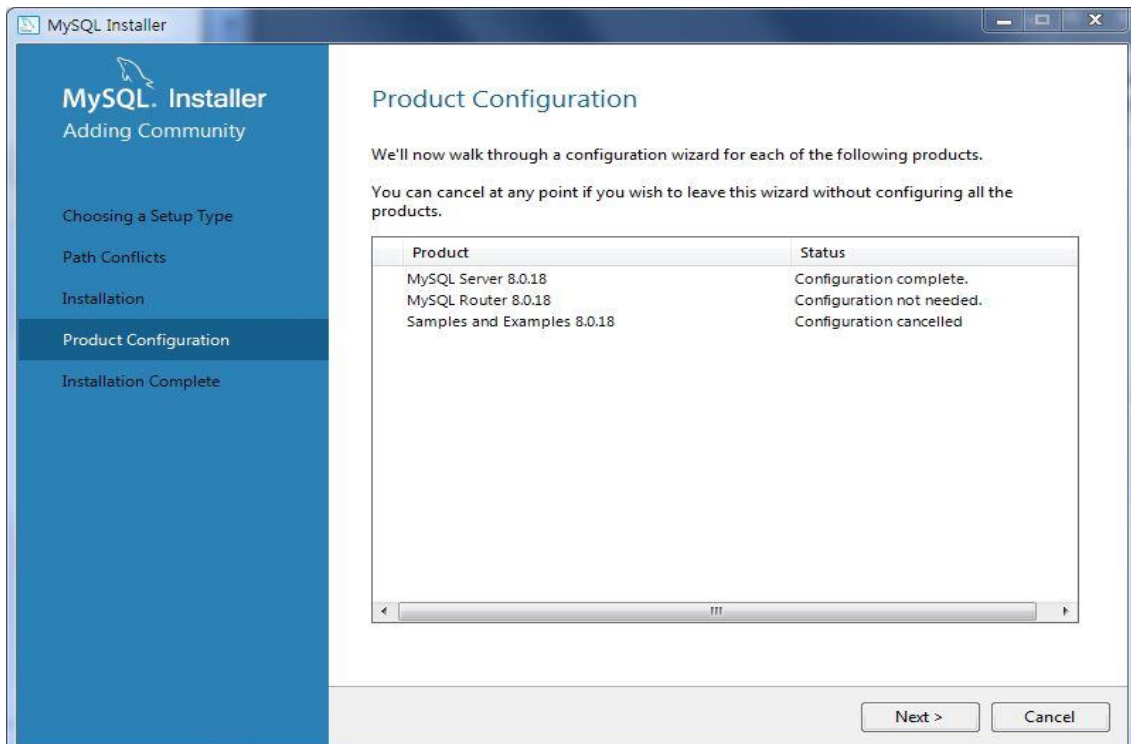 MySQL Installer
MySQL. Installer
Adding Community
Choosing a Setup Type
Path Conflicts
Installation
Product Configuration
Installation Complete
Product Configuration
We'll now walk through a configuration wizard for each of the following products.
You can cancel at any point if you wish to leave this wizard without configuring all the
products.
Product Status
MySQL Server 8.0.18 Configuration complete.
MySQL Router 8.0.18 Configuration not needed.
Samples and Examples 8.0.18 Configuration cancelled
Next > Cancel